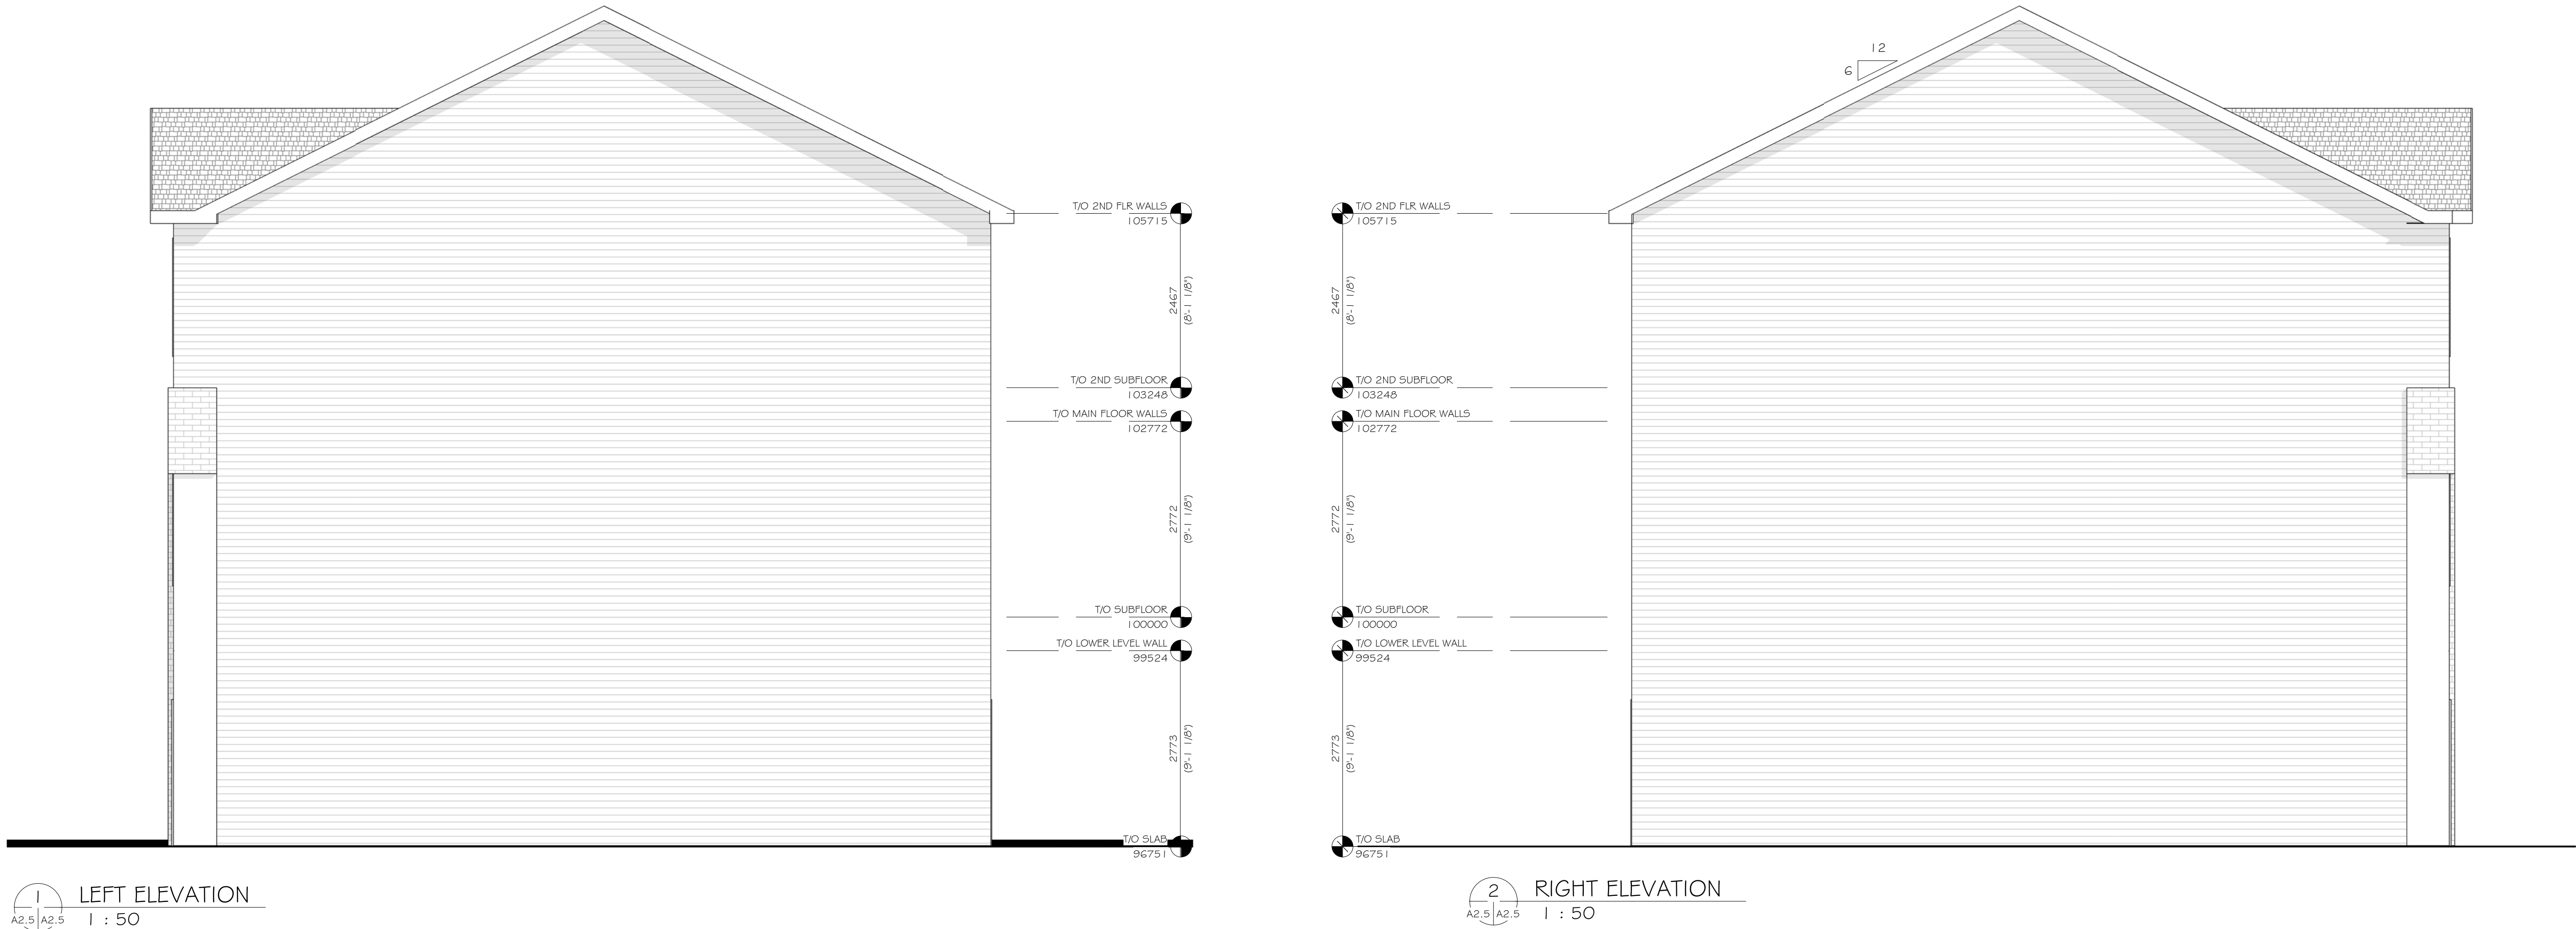 12
6
T/O 2ND FLR WALLS
105715
2467
(8'-1 1/8")
T/O 2ND SUBFLOOR
103248
T/O MAIN FLOOR WALLS
102772
2772
(9'-1 1/8")
T/O SUBFLOOR
100000
T/O LOWER LEVEL WALL
99524
2773
(9'-1 1/8")
T/O SLAB
96751
T/O 2ND FLR WALLS
105715
2467
(8'-1 1/8")
T/O 2ND SUBFLOOR
103248
T/O MAIN FLOOR WALLS
102772
2772
(9'-1 1/8")
T/O SUBFLOOR
100000
T/O LOWER LEVEL WALL
99524
2773
(9'-1 1/8")
T/O SLAB
96751
1 LEFT ELEVATION
A2.5 A2.5 1 : 50
2 RIGHT ELEVATION
A2.5 A2.5 1 : 50